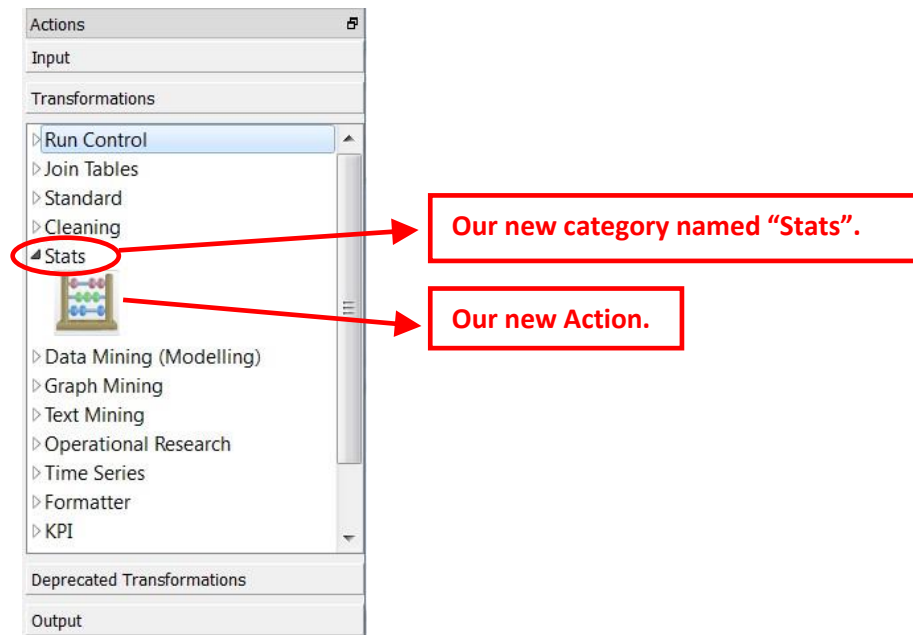 Actions
Input
Transformations
Run Control
Join Tables
Standard
Cleaning
Stats
Our new category named “Stats”.
Our new Action.
Data Mining (Modelling)
Graph Mining
Text Mining
Operational Research
Time Series
Formatter
KPI
Deprecated Transformations
Output